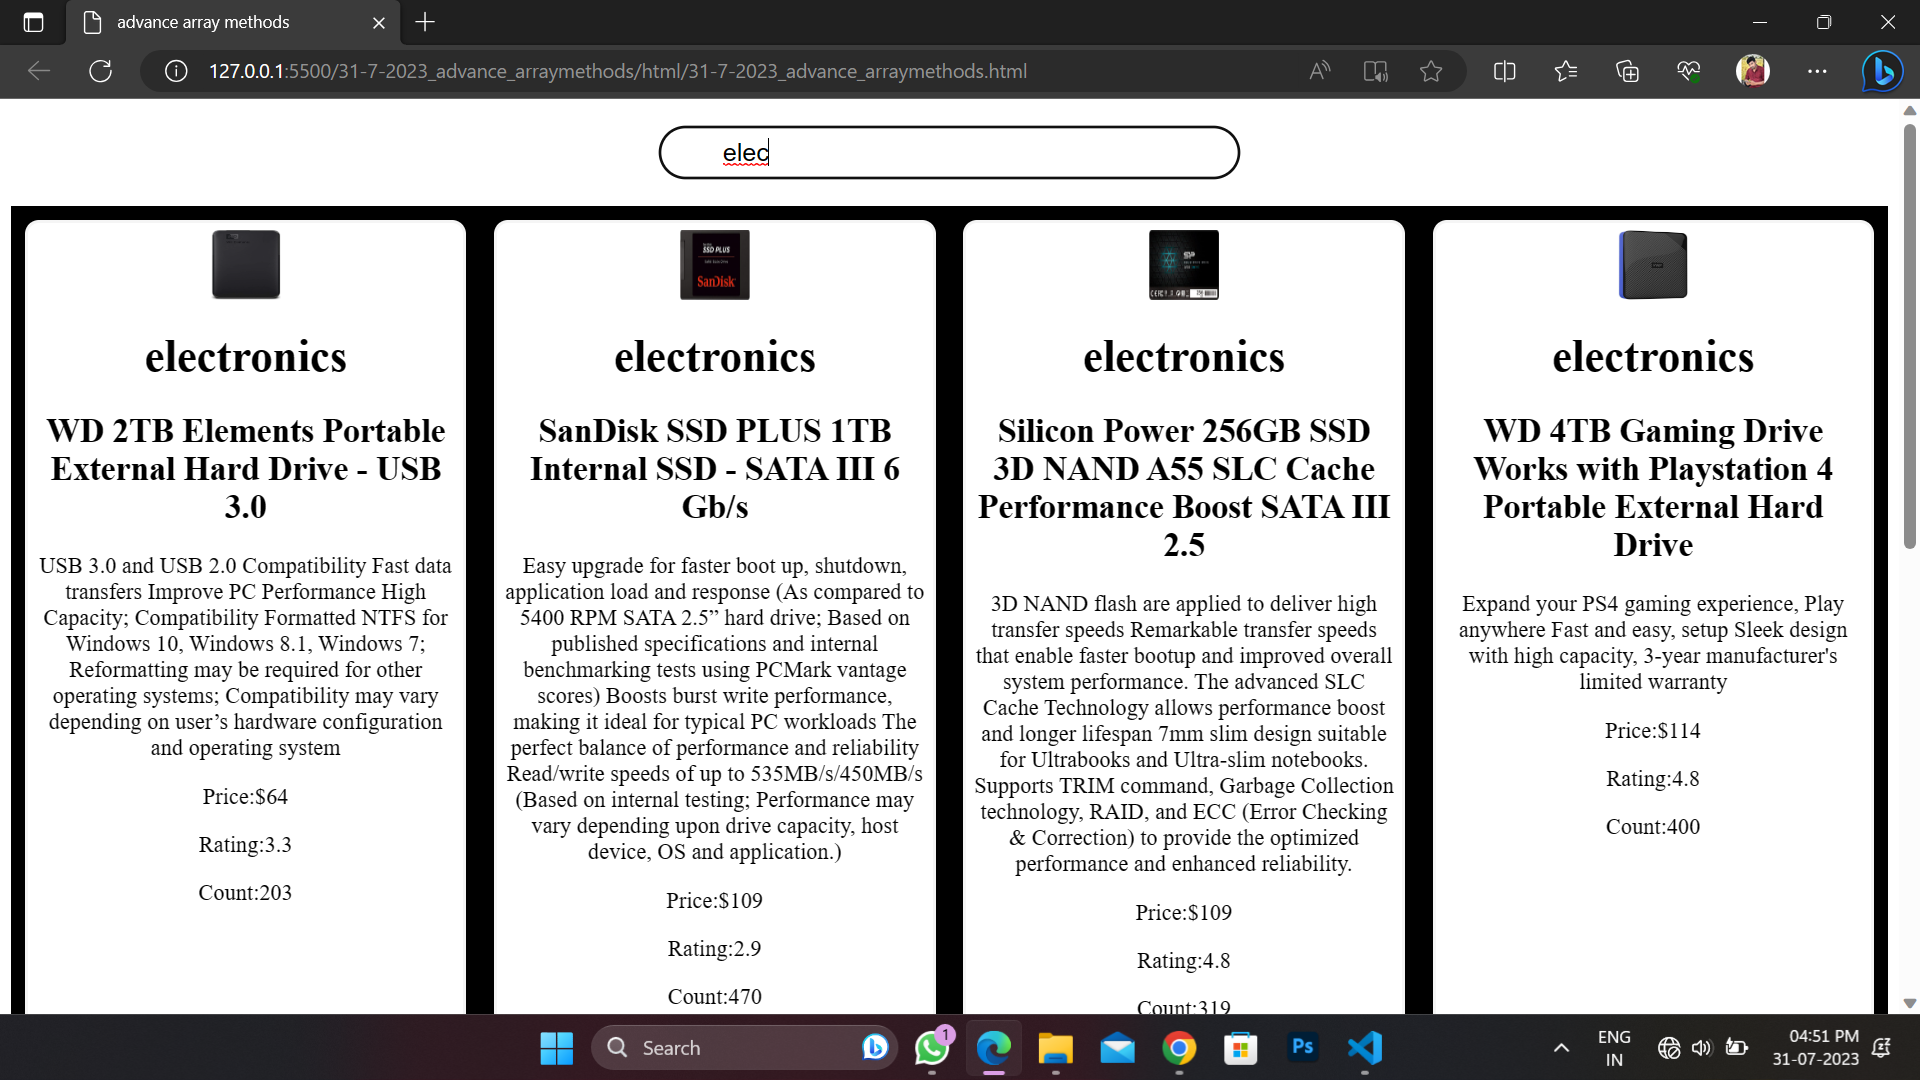 advance array methods
127.0.0.1:5500/31-7-2023_advance_arraymethods/html/31-7-2023_advance_arraymethods.html
elec
SSD PLUS
SanDisk
electronics
WD 2TB Elements Portable
External Hard Drive - USB
3.0
USB 3.0 and USB 2.0 Compatibility Fast data
transfers Improve PC Performance High
Capacity; Compatibility Formatted NTFS for
Windows 10, Windows 8.1, Windows 7;
Reformatting may be required for other
operating systems; Compatibility may vary
depending on user’s hardware configuration
and operating system
Price:$64
Rating:3.3
Count:203
electronics
SanDisk SSD PLUS 1TB
Internal SSD - SATA III 6
Gb/s
Easy upgrade for faster boot up, shutdown,
application load and response (As compared to
5400 RPM SATA 2.5” hard drive; Based on
published specifications and internal
benchmarking tests using PCMark vantage
scores) Boosts burst write performance,
making it ideal for typical PC workloads The
perfect balance of performance and reliability
Read/write speeds of up to 535MB/s/450MB/s
(Based on internal testing; Performance may
vary depending upon drive capacity, host
device, OS and application.)
Price:$109
Rating:2.9
Count:470
electronics
Silicon Power 256GB SSD
3D NAND A55 SLC Cache
Performance Boost SATA III
2.5
3D NAND flash are applied to deliver high
transfer speeds Remarkable transfer speeds
that enable faster bootup and improved overall
system performance. The advanced SLC
Cache Technology allows performance boost
and longer lifespan 7mm slim design suitable
for Ultrabooks and Ultra-slim notebooks.
Supports TRIM command, Garbage Collection
technology, RAID, and ECC (Error Checking
& Correction) to provide the optimized
performance and enhanced reliability.
Price:$109
Rating:4.8
Count:319
electronics
WD 4TB Gaming Drive
Works with Playstation 4
Portable External Hard
Drive
Expand your PS4 gaming experience, Play
anywhere Fast and easy, setup Sleek design
with high capacity, 3-year manufacturer's
limited warranty
Price:$114
Rating:4.8
Count:400
Search
1
Ps
ENG
IN
04:51 PM
31-07-2023